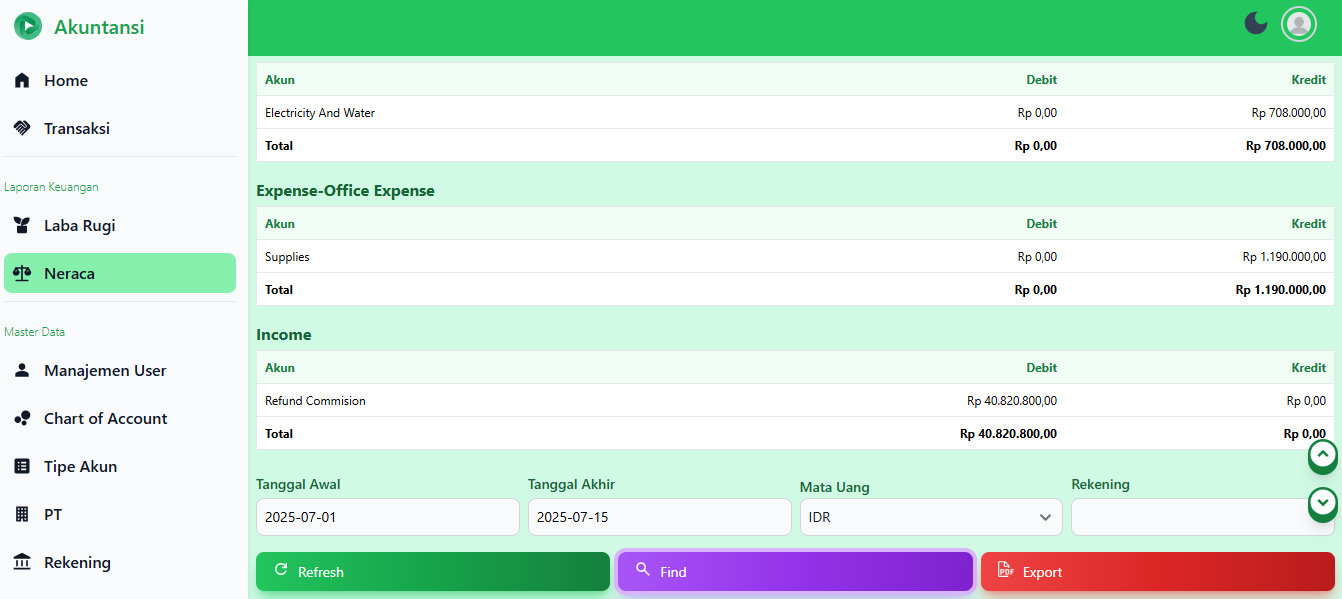 Akuntansi
Home
Transaksi
Laporan Keuangan
Laba Rugi
Neraca
Master Data
Manajemen User
Chart of Account
Tipe Akun
PT
Rekening
Akun Debit Kredit
Electricity And Water Rp 0,00 Rp 708.000,00
Total Rp 0,00 Rp 708.000,00
Expense-Office Expense
Akun Debit Kredit
Supplies Rp 0,00 Rp 1.190.000,00
Total Rp 0,00 Rp 1.190.000,00
Income
Akun Debit Kredit
Refund Commision Rp 40.820.800,00 Rp 0,00
Total Rp 40.820.800,00 Rp 0,00
Tanggal Awal Tanggal Akhir Mata Uang Rekening
2025-07-01 2025-07-15 IDR
Refresh Find PDF Export